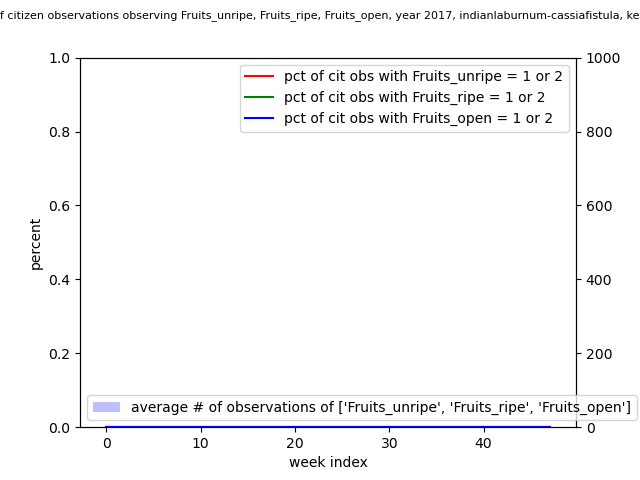 f citizen observations observing Fruits_unripe, Fruits_ripe, Fruits_open, year 2017, indianlaburnum-cassiafistula, ke
1.0
0.8
0.6
0.4
0.2
0.0
percent
1000
800
600
400
200
0
pct of cit obs with Fruits_unripe = 1 or 2
pct of cit obs with Fruits_ripe = 1 or 2
pct of cit obs with Fruits_open = 1 or 2
average # of observations of ['Fruits_unripe', 'Fruits_ripe', 'Fruits_open']
0 10 20 30 40
week index